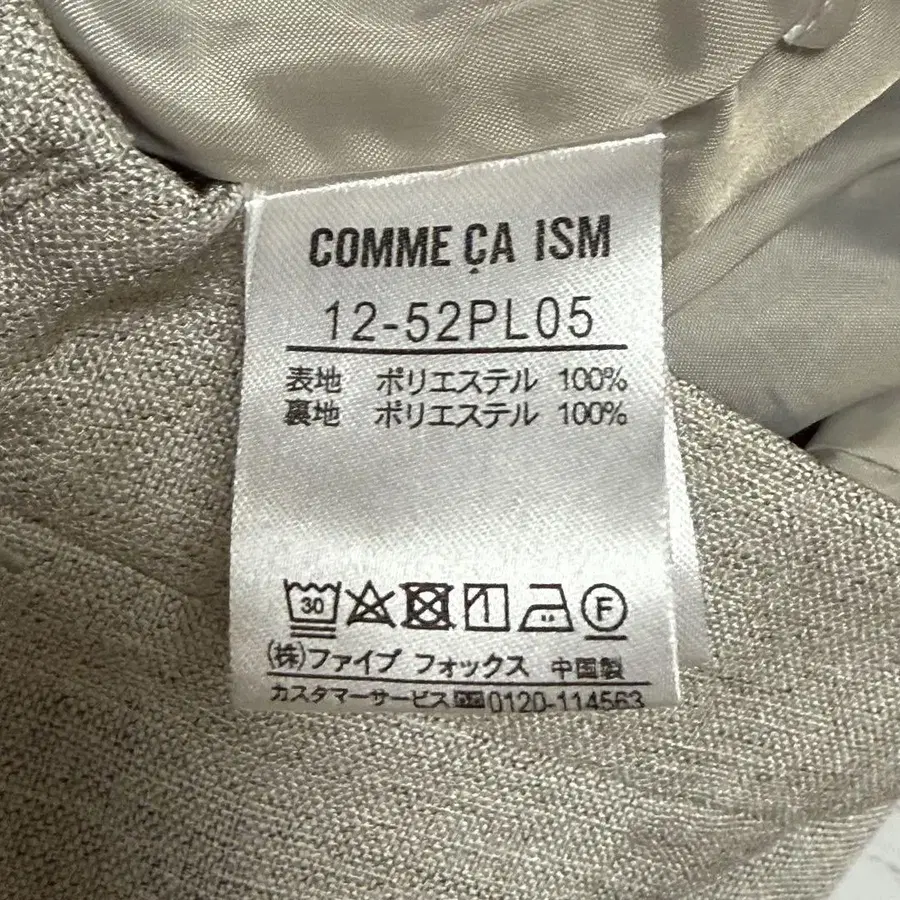 COMME ÇA ISM
12-52PL05
表地 ポリエステル 100%
裏地 ポリエステル 100%
30 F
(株)ファイブ フォックス 中国製
カスタマーサービス 0120-114563